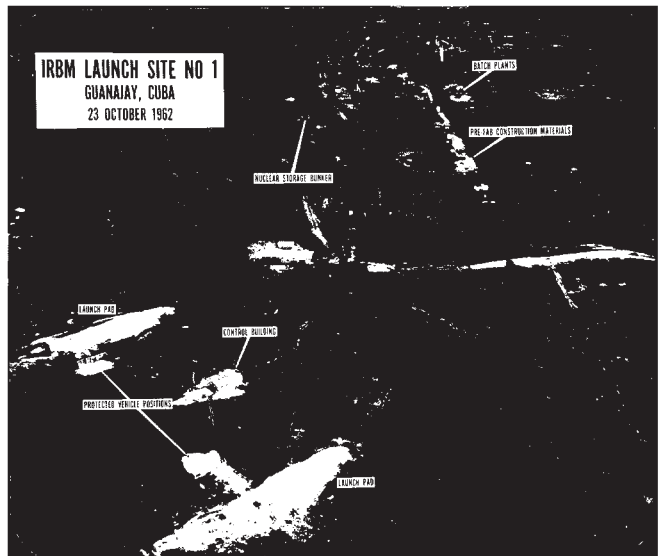 IRBM LAUNCH SITE NO 1
GUANAJAY, CUBA
23 OCTOBER 1962
BATCH PLANTS
PRE-FAB CONSTRUCTION MATERIALS
NUCLEAR STORAGE BUNKER
LAUNCH PAD
CONTROL BUILDING
PROTECTED VEHICLE POSITIONS
LAUNCH PAD